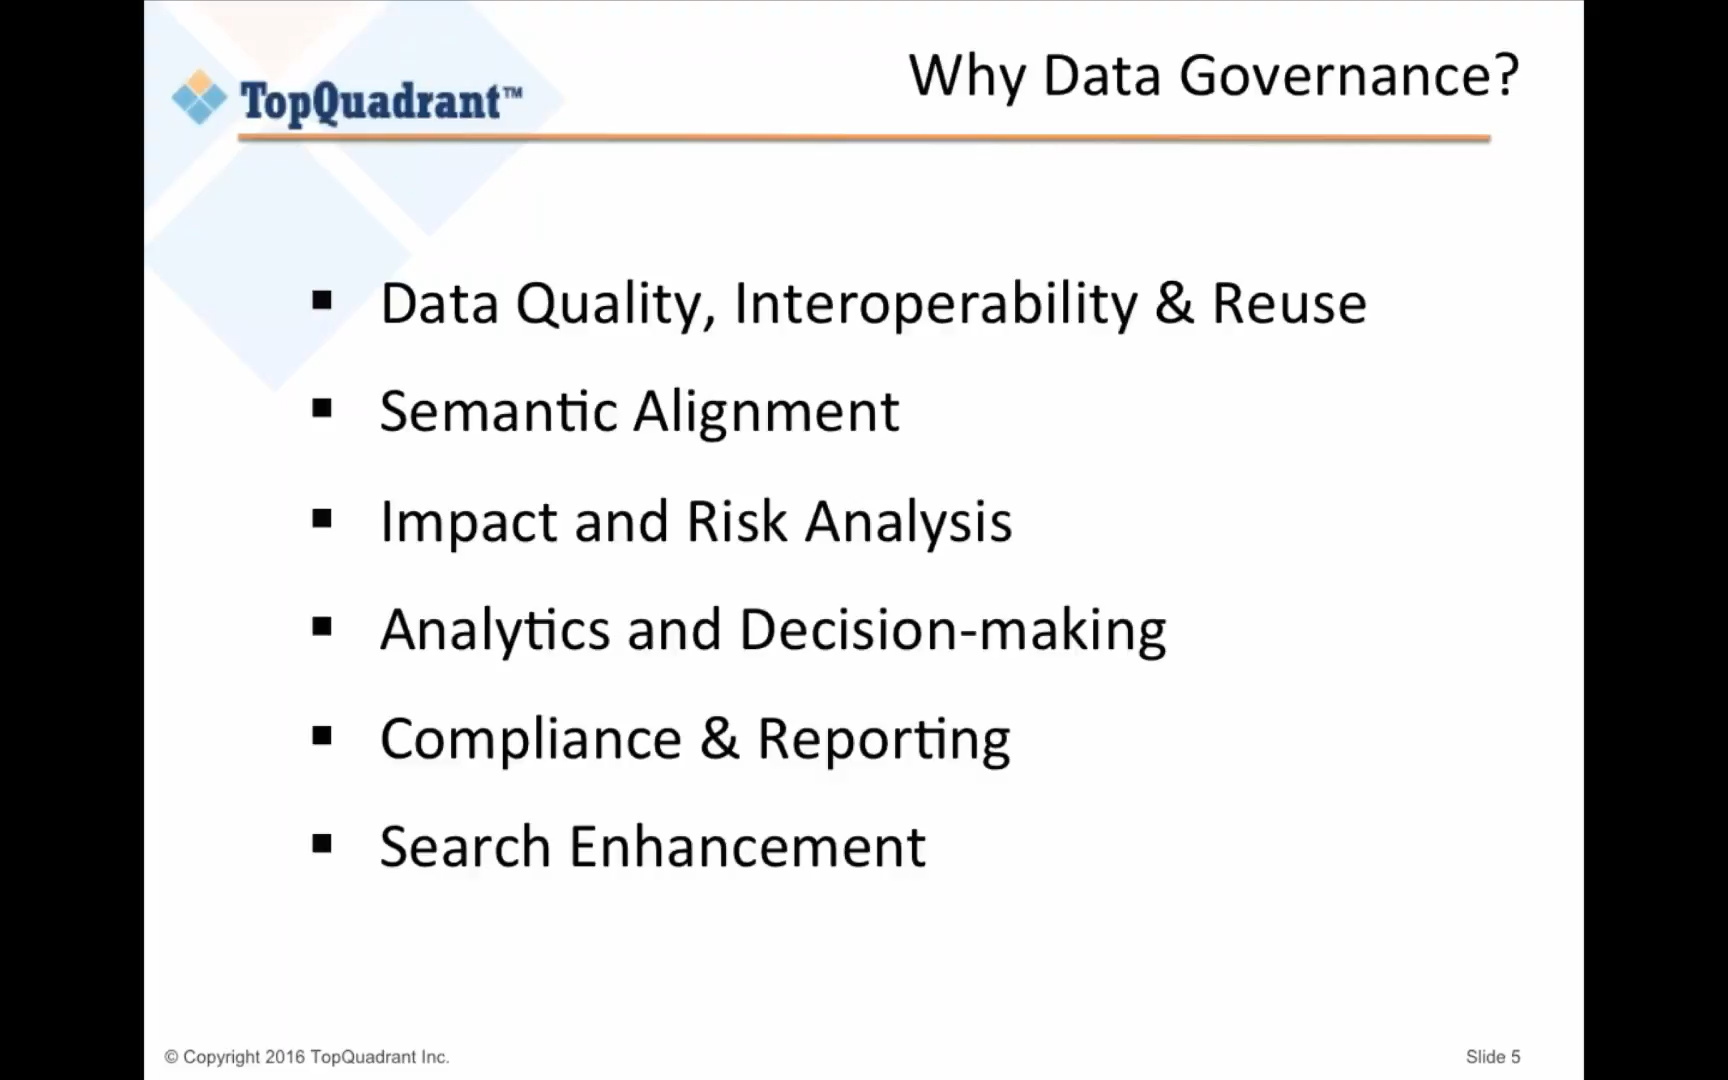 TopQuadrant™
Why Data Governance?
▪ Data Quality, Interoperability & Reuse
▪ Semantic Alignment
▪ Impact and Risk Analysis
▪ Analytics and Decision-making
▪ Compliance & Reporting
▪ Search Enhancement
© Copyright 2016 TopQuadrant Inc.
Slide 5